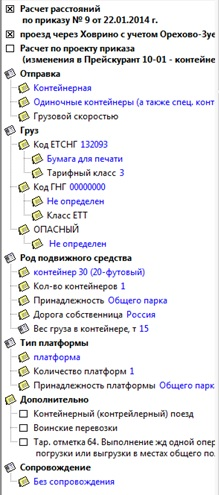 Расчет расстояний
по приказу № 9 от 22.01.2014 г.
проезд через Ховрино с учетом Орехово-Зуе
Расчет по проекту приказа
(изменения в Прейскурант 10-01 - контейне
Отправка
Контейнерная
Одиночные контейнеры (а также спец. конт
Грузовой скоростью
Груз
Код ЕТСНГ 132093
Бумага для печати
Тарифный класс 3
Код ГНГ 00000000
Не определен
Класс ЕТТ
ОПАСНЫЙ
Не определен
Род подвижного средства
контейнер 30 (20-футовый)
Кол-во контейнеров 1
Принадлежность Общего парка
Дорога собственница Россия
Вес груза в контейнере, т 15
Тип платформы
платформа
Количество платформ 1
Принадлежность платформы Общего парк
Дополнительно
Контейнерный (контрейлерный) поезд
Воинские перевозки
Тар. отметка 64. Выполнение жд одной опер
погрузки или выгрузки в местах общего по
Сопровождение
Без сопровождения